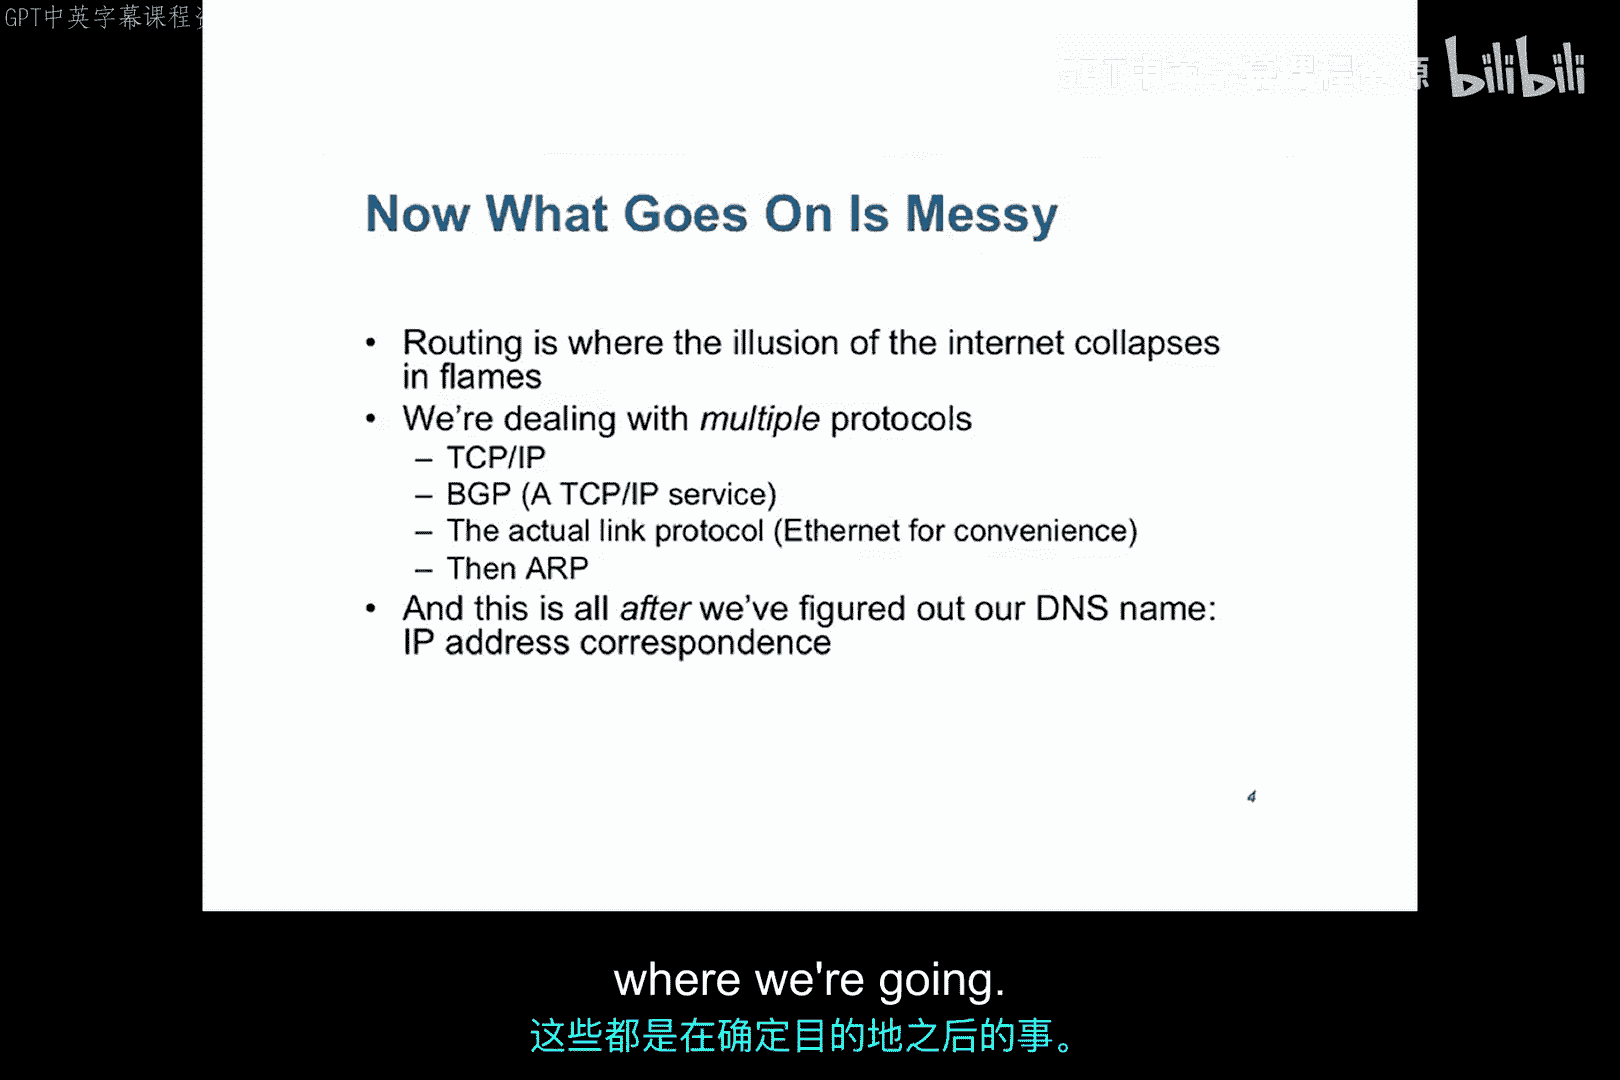 GPT中英字幕课程资
bilibili
Now What Goes On Is Messy
• Routing is where the illusion of the internet collapses
in flames
• We're dealing with multiple protocols
– TCP/IP
– BGP (A TCP/IP service)
– The actual link protocol (Ethernet for convenience)
– Then ARP
• And this is all after we've figured out our DNS name:
IP address correspondence
4
where we're going.
这些都是在确定目的地之后的事。